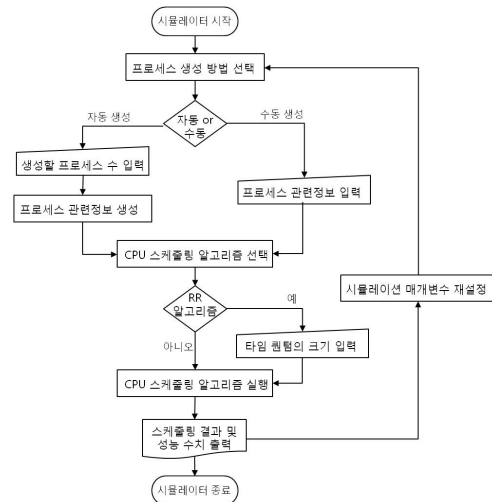 시뮬레이터 시작
프로세스 생성 방법 선택
자동 생성
자동 or
수동
수동 생성
생성할 프로세스 수 입력
프로세스 관련정보 입력
프로세스 관련정보 생성
CPU 스케줄링 알고리즘 선택
시뮬레이션 매개변수 재설정
RR
알고리즘
예
타임 퀀텀의 크기 입력
아니오
CPU 스케줄링 알고리즘 실행
스케줄링 결과 및
성능 수치 출력
시뮬레이터 종료